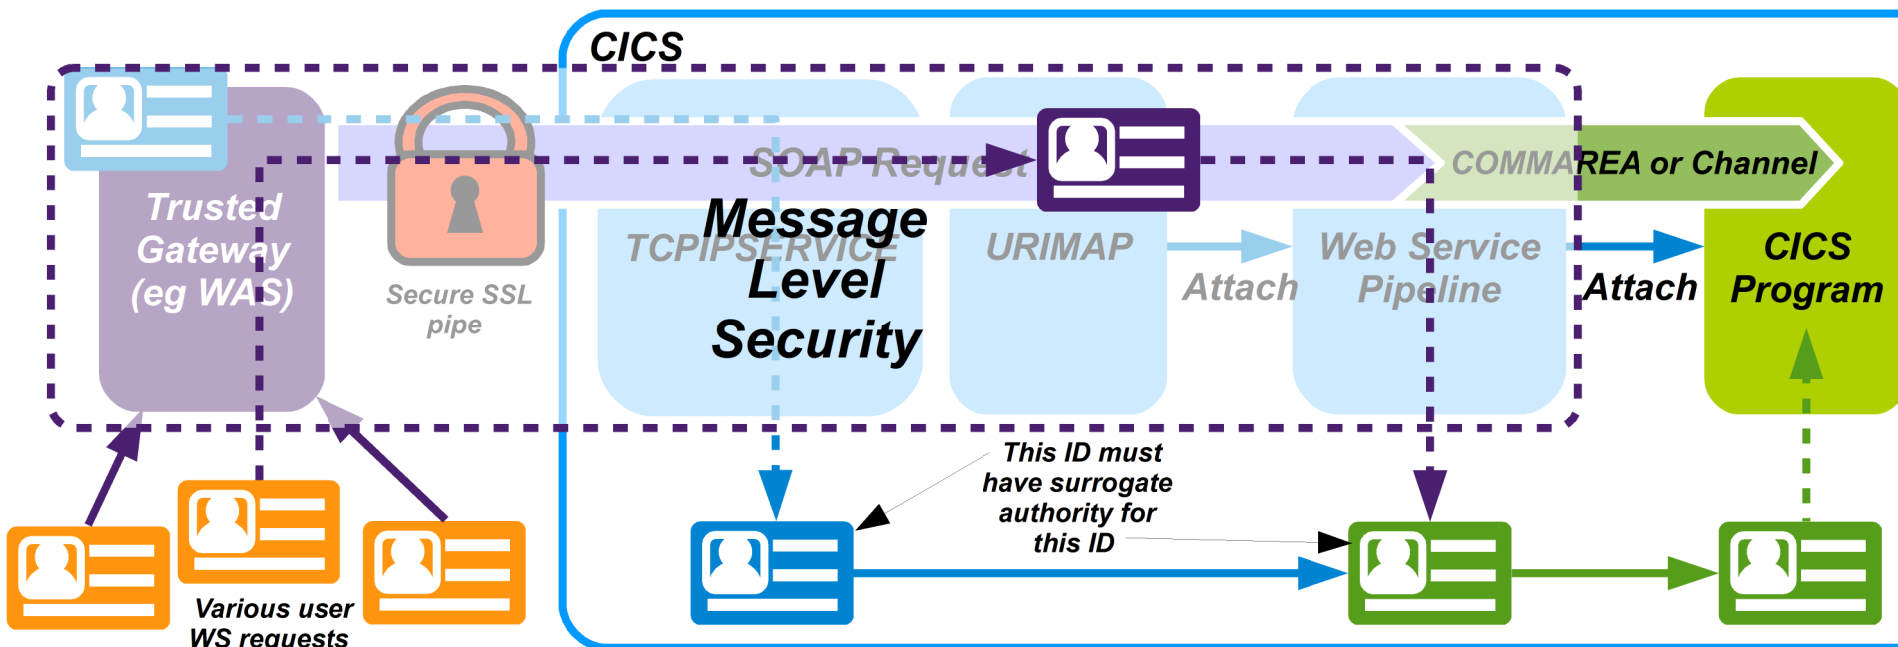 CICS
SOAP Request
COMMAREA or Channel
Trusted
Gateway
(eg WAS)
Secure SSL
pipe
TCPIPSERVICE
Message
Level
Security
URIMAP
Attach
Web Service
Pipeline
Attach
CICS
Program
This ID must
have surrogate
authority for
this ID
Various user
WS requests